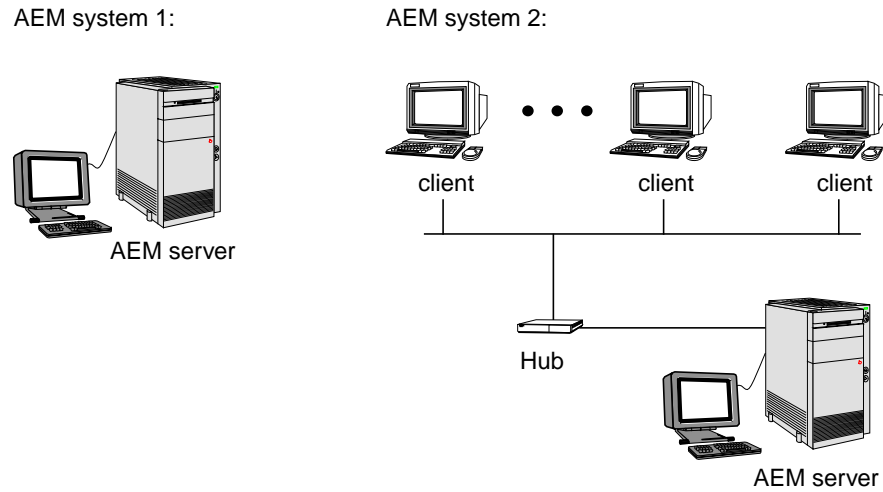 AEM system 1:
AEM system 2:
client
client
client
AEM server
Hub
AEM server